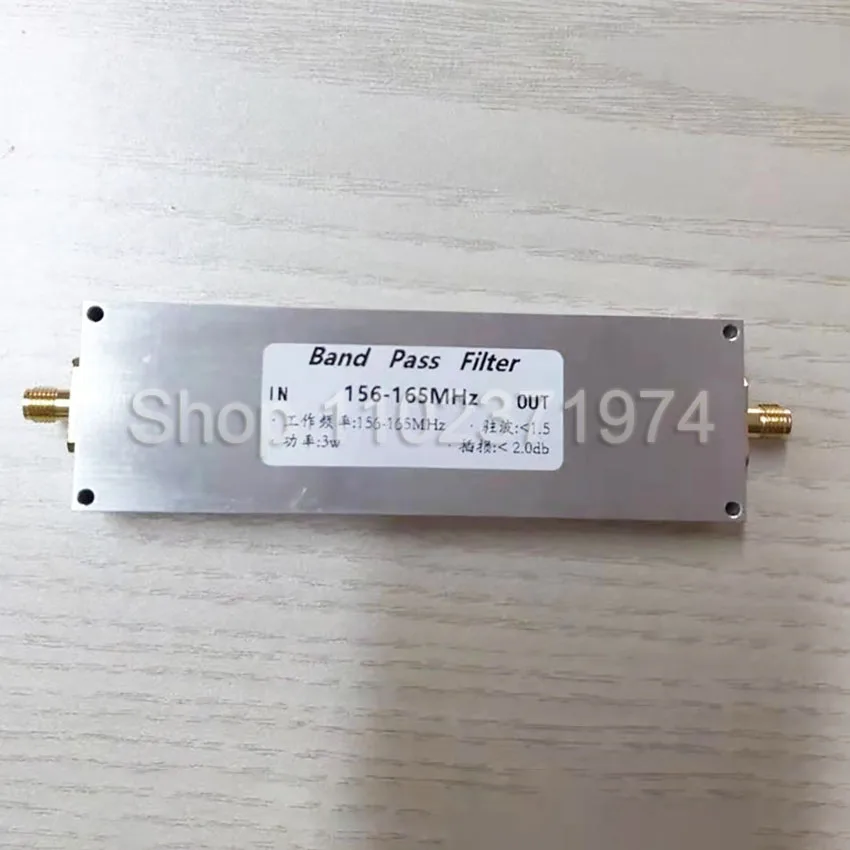 Band Pass Filter
IN 156-165MHz OUT
Shop 1102371974
· 工作频率:156-165MHz · 驻波:<1.5
· 功率:3w · 插损:< 2.0db